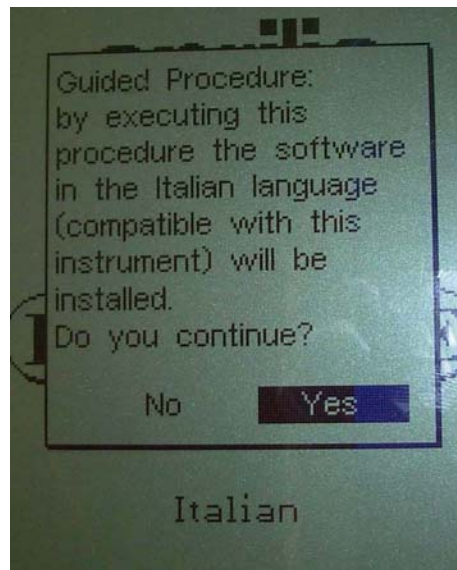 Guided Procedure:
by executing this
procedure the software
in the Italian language
(compatible with this
instrument) will be
installed.
Do you continue?
No Yes
Italian